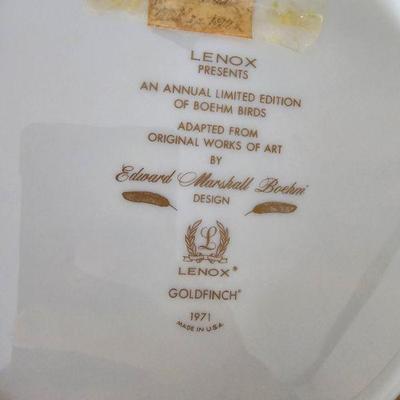 LENOX
PRESENTS
AN ANNUAL LIMITED EDITION
OF BOEHM BIRDS
ADAPTED FROM
ORIGINAL WORKS OF ART
BY
Edward Marshall Boehm
DESIGN
L
LENOX®
GOLDFINCH®
1971
MADE IN U.S.A.